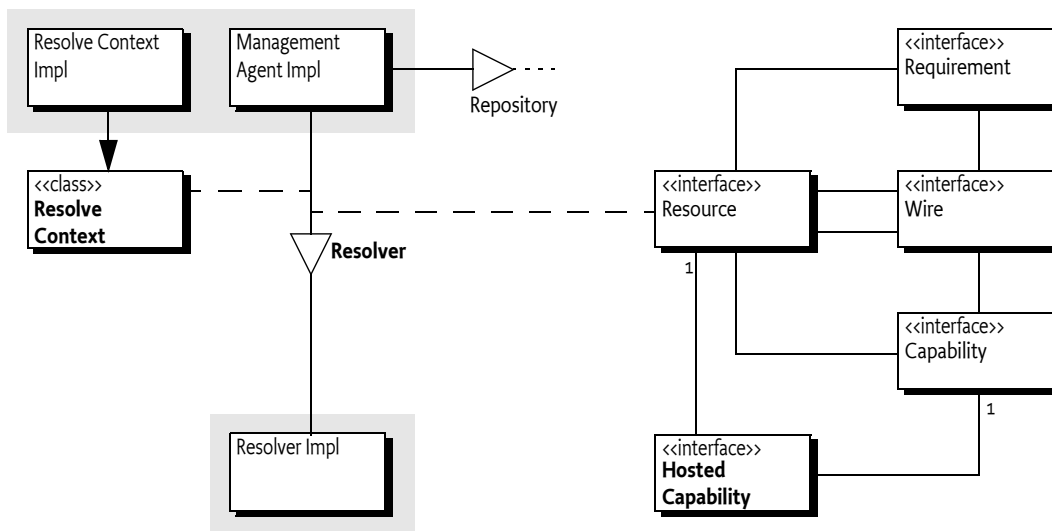 Resolve Context
Impl
Management
Agent Impl
Repository
<<interface>>
Requirement
<<class>>
Resolve
Context
Resolver
<<interface>>
Resource
<<interface>>
Wire
1
<<interface>>
Capability
1
Resolver Impl
<<interface>>
Hosted
Capability